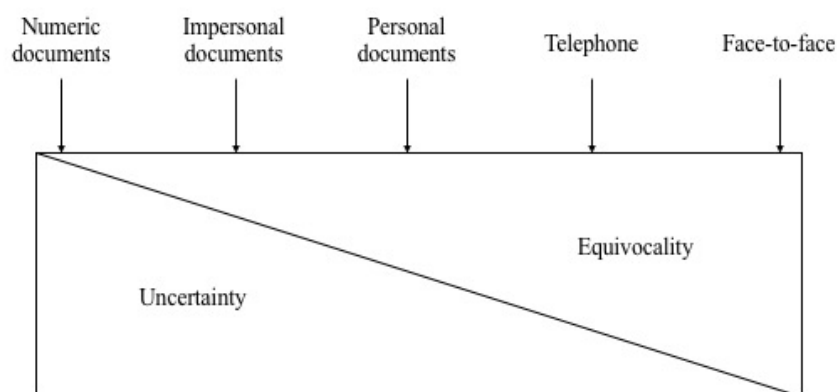 Numeric
documents
Impersonal
documents
Personal
documents
Telephone
Face-to-face
Equivocality
Uncertainty